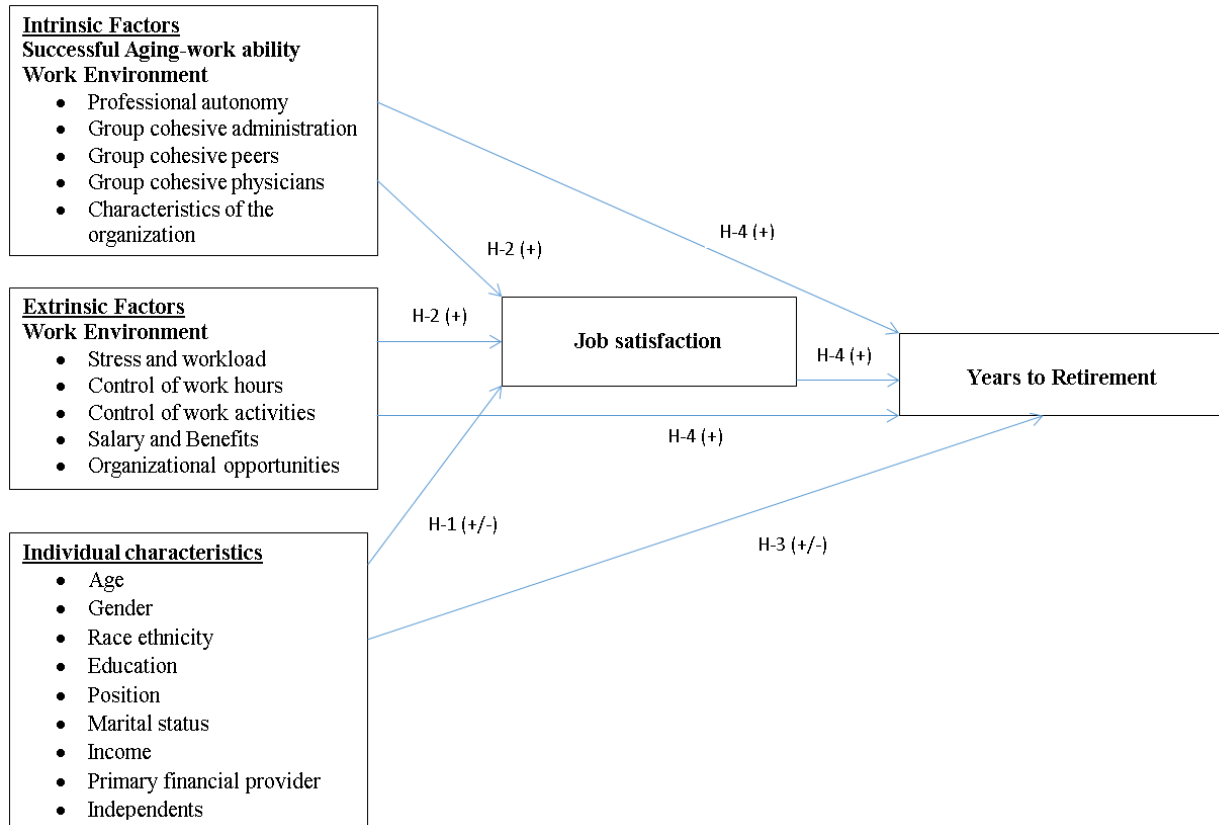 Intrinsic Factors
Successful Aging-work ability
Work Environment
• Professional autonomy
• Group cohesive administration
• Group cohesive peers
• Group cohesive physicians
• Characteristics of the
organization
Extrinsic Factors
Work Environment
• Stress and workload
• Control of work hours
• Control of work activities
• Salary and Benefits
• Organizational opportunities
Individual characteristics
• Age
• Gender
• Race ethnicity
• Education
• Position
• Marital status
• Income
• Primary financial provider
• Independents
H-4 (+)
H-2 (+)
H-2 (+)
Job satisfaction
H-4 (+)
Years to Retirement
H-4 (+)
H-1 (+/-)
H-3 (+/-)